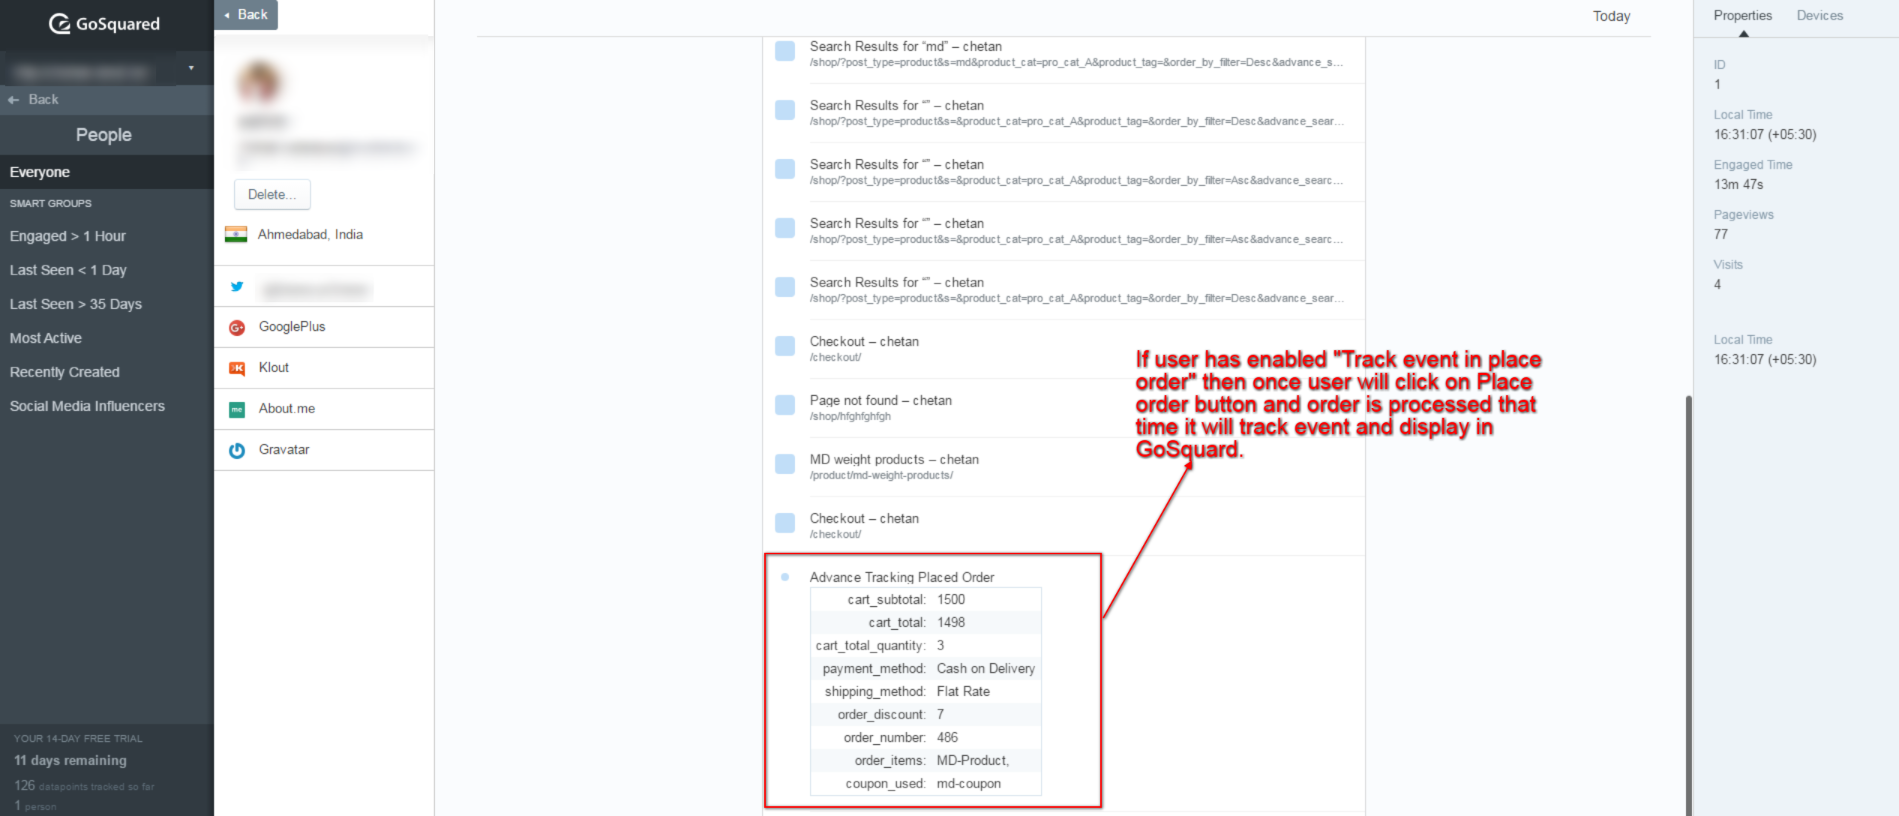 GoSquared
← Back
People
Everyone
SMART GROUPS
Engaged > 1 Hour
Last Seen < 1 Day
Last Seen > 35 Days
Most Active
Recently Created
Social Media Influencers
YOUR 14-DAY FREE TRIAL
11 days remaining
126 datapoints tracked so far
1 person
Back
Delete...
Ahmedabad, India
GooglePlus
Klout
About.me
Gravatar
Today
Search Results for “md” – chetan
/shop/?post_type=product&s=md&product_cat=pro_cat_A&product_tag=&order_by_filter=Desc&advance_s...
Search Results for “” – chetan
/shop/?post_type=product&s=&product_cat=pro_cat_A&product_tag=&order_by_filter=Desc&advance_sear...
Search Results for “” – chetan
/shop/?post_type=product&s=&product_cat=pro_cat_A&product_tag=&order_by_filter=Asc&advance_searc...
Search Results for “” – chetan
/shop/?post_type=product&s=&product_cat=pro_cat_A&product_tag=&order_by_filter=Asc&advance_searc...
Search Results for “” – chetan
/shop/?post_type=product&s=&product_cat=pro_cat_A&product_tag=&order_by_filter=Desc&advance_sear...
Checkout – chetan
/checkout/
Page not found – chetan
/shop/hfghfghfgh
MD weight products – chetan
/product/md-weight-products/
Checkout – chetan
/checkout/
Advance Tracking Placed Order
cart_subtotal: 1500
cart_total: 1498
cart_total_quantity: 3
payment_method: Cash on Delivery
shipping_method: Flat Rate
order_discount: 7
order_number: 486
order_items: MD-Product,
coupon_used: md-coupon
If user has enabled "Track event in place
order" then once user will click on Place
order button and order is processed that
time it will track event and display in
GoSquard.
Properties Devices
ID
1
Local Time
16:31:07 (+05:30)
Engaged Time
13m 47s
Pageviews
77
Visits
4
Local Time
16:31:07 (+05:30)